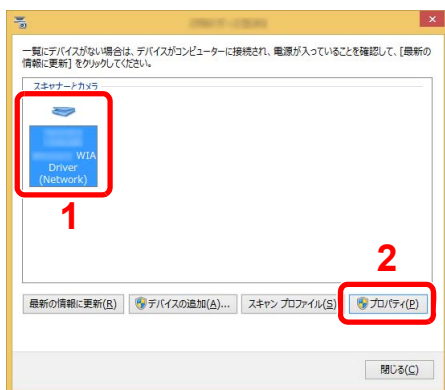 一覧にデバイスがない場合は、デバイスがコンピューターに接続され、電源が入っていることを確認して、[最新の
情報に更新] をクリックしてください。
スキャナーとカメラ
WIA
Driver
(Network)
1
2
最新の情報に更新(R)
デバイスの追加(A)...
スキャン プロファイル(S)
プロパティ(P)
閉じる(C)